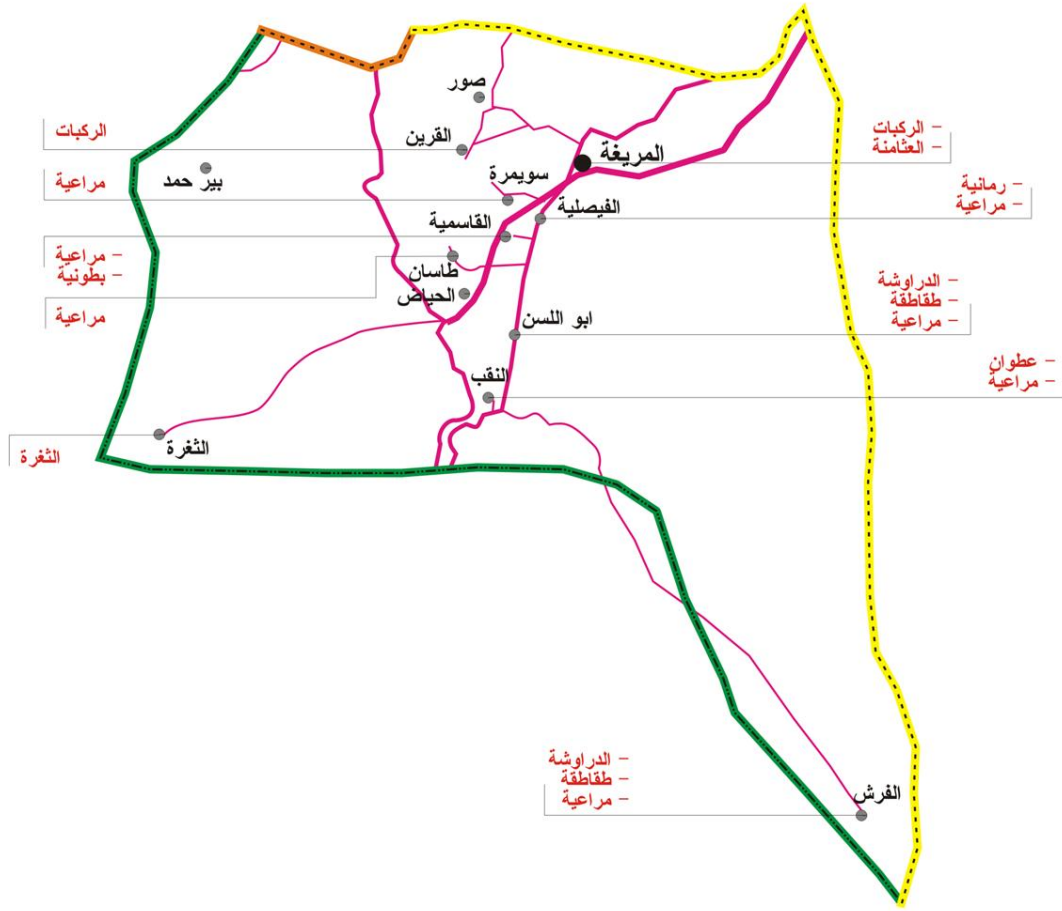 صور
الركبات
القرين
المريغة
– الركبات
– العثامنة
بير حمد
مراعية
سويمرة
– رمانية
– مراعية
الفيصلية
القاسمية
– مراعية
– بطونية
طاسان
الحياض
مراعية
– الدراوشة
– طقاطقة
– مراعية
ابو اللسن
– عطوان
– مراعية
النقب
الثغرة
الثغرة
– الدراوشة
– طقاطقة
– مراعية
الفرش